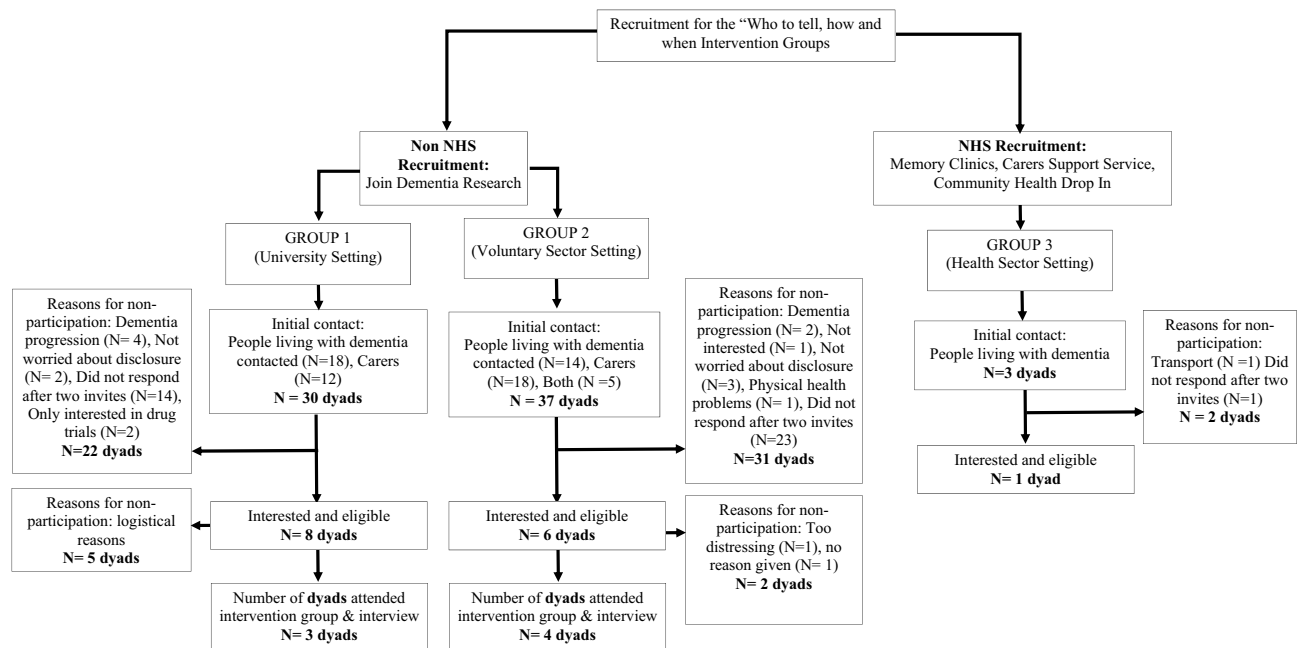 Recruitment for the “Who to tell, how and
when Intervention Groups
Non NHS
Recruitment:
Join Dementia Research
NHS Recruitment:
Memory Clinics, Carers Support Service,
Community Health Drop In
GROUP 1
(University Setting)
GROUP 2
(Voluntary Sector Setting)
GROUP 3
(Health Sector Setting)
Reasons for non-
participation: Dementia
progression (N= 4), Not
worried about disclosure
(N= 2), Did not respond
after two invites (N=14),
Only interested in drug
trials (N=2)
N=22 dyads
Initial contact:
People living with dementia
contacted (N=18), Carers
(N=12)
N = 30 dyads
Initial contact:
People living with dementia
contacted (N=14), Carers
(N=18), Both (N =5)
N = 37 dyads
Reasons for non-
participation: Dementia
progression (N= 2), Not
interested (N= 1), Not
worried about disclosure
(N=3), Physical health
problems (N= 1), Did not
respond after two invites
(N=23)
N=31 dyads
Initial contact:
People living with dementia
N=3 dyads
Reasons for non-
participation:
Transport (N =1) Did
not respond after two
invites (N=1)
N = 2 dyads
Interested and eligible
N= 1 dyad
Reasons for non-
participation: logistical
reasons
N= 5 dyads
Interested and eligible
N= 8 dyads
Interested and eligible
N= 6 dyads
Reasons for non-
participation: Too
distressing (N=1), no
reason given (N= 1)
N= 2 dyads
Number of dyads attended
intervention group & interview
N= 3 dyads
Number of dyads attended
intervention group & interview
N= 4 dyads